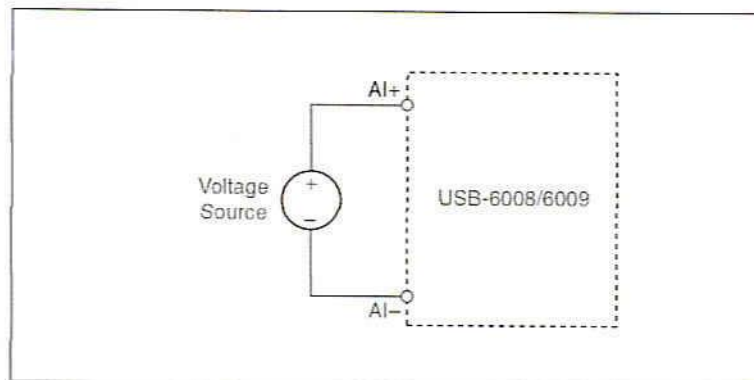 AI+
Voltage
Source
+
–
USB-6008/6009
AI–